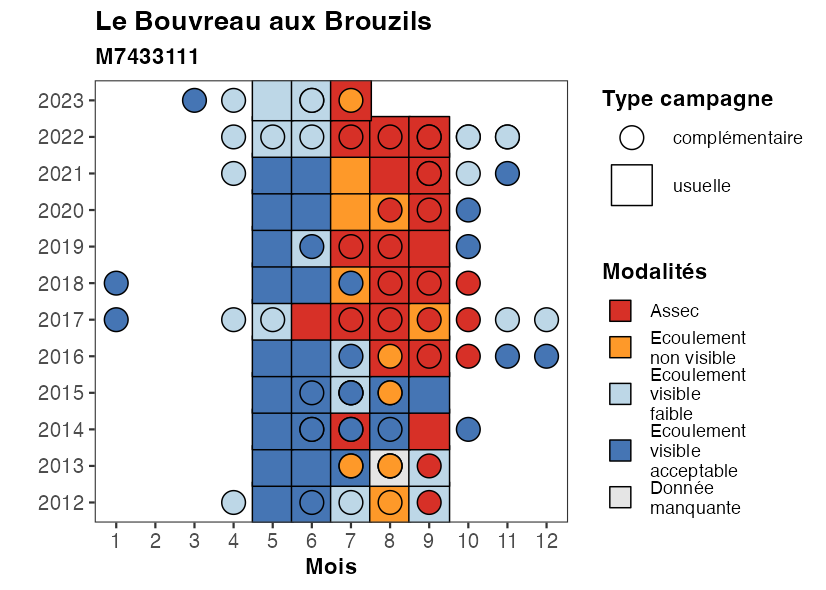 Le Bouvreau aux Brouzils
M7433111
2023
2022
2021
2020
2019
2018
2017
2016
2015
2014
2013
2012
1 2 3 4 5 6 7 8 9 10 11 12
Mois
Type campagne
complémentaire
usuelle
Modalités
Assec
Ecoulement
non visible
Ecoulement
visible
faible
Ecoulement
visible
acceptable
Donnée
manquante